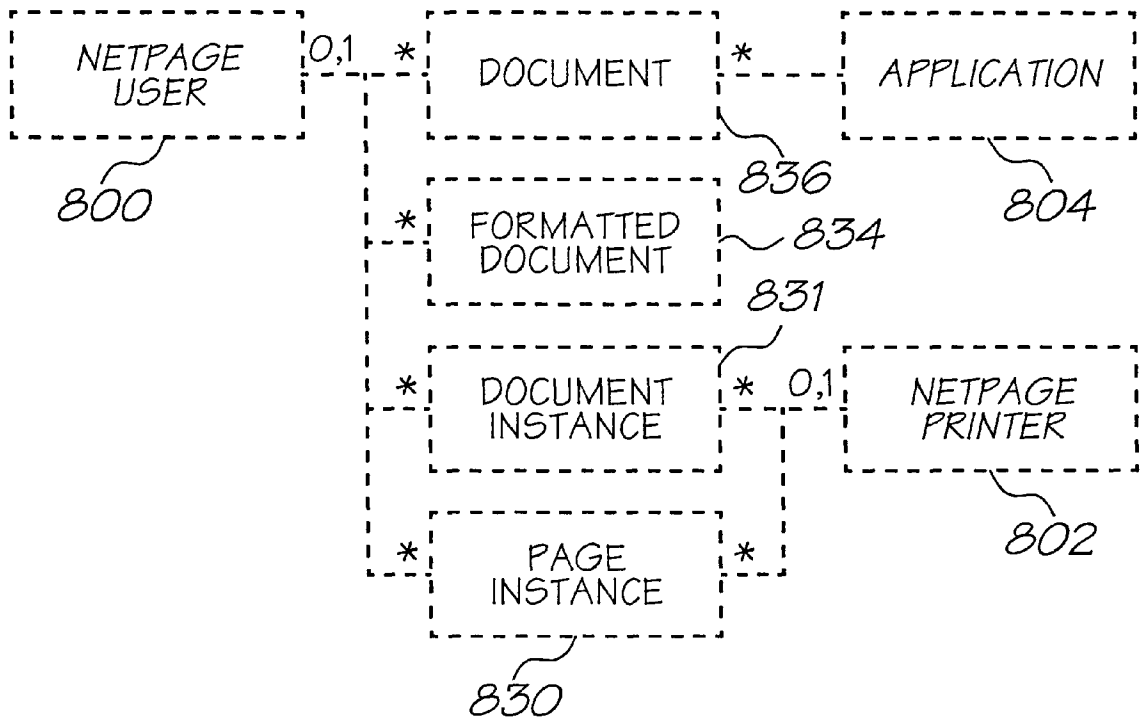 NETPAGE
USER
0,1
*
DOCUMENT
*
APPLICATION
800
836
804
*
FORMATTED
DOCUMENT
834
831
*
DOCUMENT
INSTANCE
*
0,1
NETPAGE
PRINTER
802
*
PAGE
INSTANCE
*
830